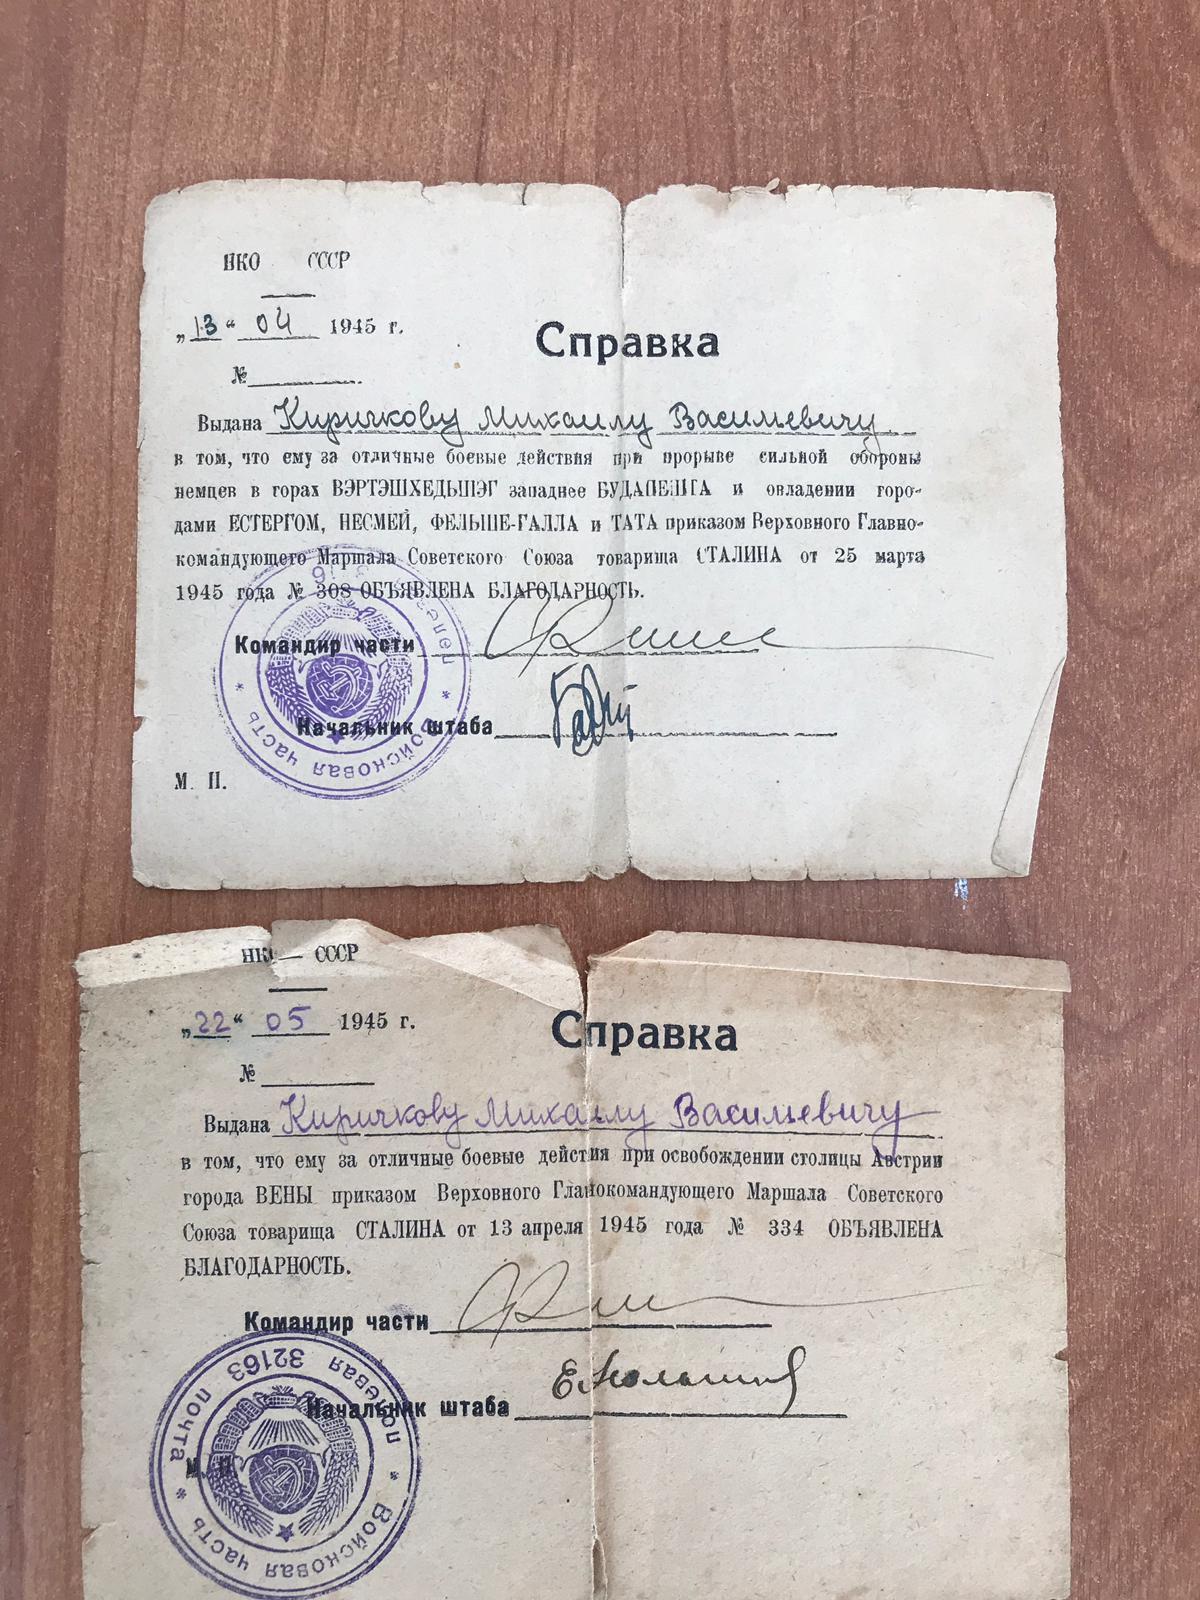 НКО СССР
„13“ 04 1945 г.
Справка
№
Выдана Киричкову Михаилу Васильевичу
в том, что ему за отличные боевые действия при прорыве сильной обороны
немцев в горах ВЭРТЭШХЕДЬШЭГ западнее БУДАПЕШТА и овладении горо-
дами ЕСТЕРГОМ, НЕСМЕЙ, ФЕЛЬШЕ-ГАЛЛА и ТАТА приказом Верховного Главно-
командующего Маршала Советского Союза товарища СТАЛИНА от 25 марта
1945 года № 308 ОБЪЯВЛЕНА БЛАГОДАРНОСТЬ.
Командир части
Начальник штаба
Войсковая часть
М. П.
НКО — СССР
„22“ 05 1945 г.
Справка
№
Выдана Киричкову Михаилу Васильевичу
в том, что ему за отличные боевые действия при освобождении столицы Австрии
города ВЕНЫ приказом Верховного Главнокомандующего Маршала Советского
Союза товарища СТАЛИНА от 13 апреля 1945 года № 334 ОБЪЯВЛЕНА
БЛАГОДАРНОСТЬ.
Командир части
Начальник штаба
М. П.
Войсковая часть * полевая 32163 почта *